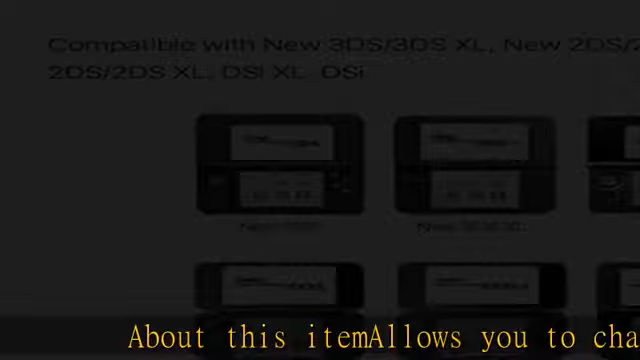 Compatible with New 3DS/3DS XL, New 2DS/2
2DS/2DS XL, DSi XL, DSi
About this itemAllows you to cha